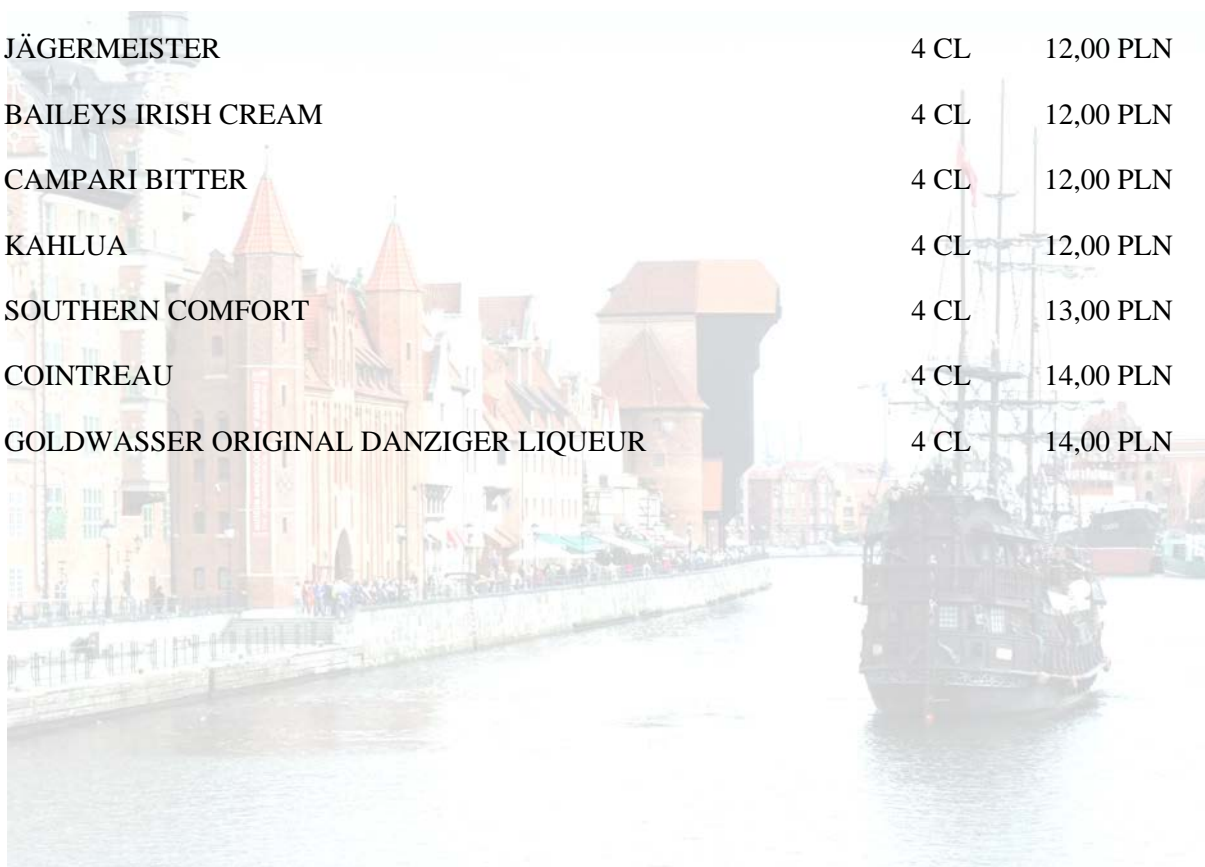 JÄGERMEISTER 4 CL 12,00 PLN
BAILEYS IRISH CREAM 4 CL 12,00 PLN
CAMPARI BITTER 4 CL 12,00 PLN
KAHLUA 4 CL 12,00 PLN
SOUTHERN COMFORT 4 CL 13,00 PLN
COINTREAU 4 CL 14,00 PLN
GOLDWASSER ORIGINAL DANZIGER LIQUEUR 4 CL 14,00 PLN